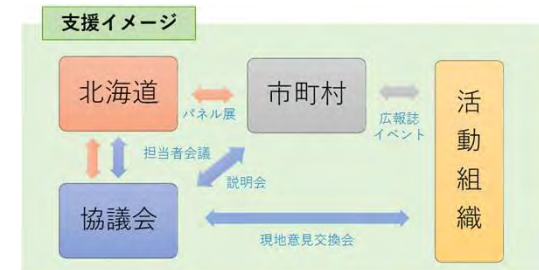 支援イメージ
北海道
パネル展
市町村
広報誌
イベント
活動組織
担当者会議
説明会
協議会
現地意見交換会